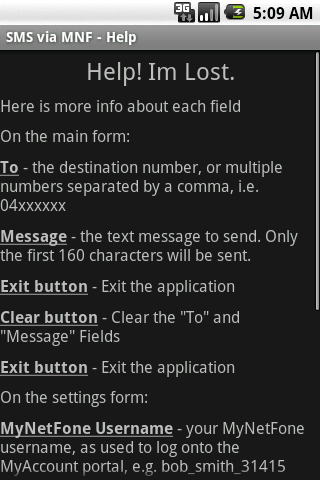 3G 5:09 AM
SMS via MNF - Help
Help! Im Lost.
Here is more info about each field
On the main form:
To - the destination number, or multiple
numbers separated by a comma, i.e.
04xxxxxx
Message - the text message to send. Only
the first 160 characters will be sent.
Exit button - Exit the application
Clear button - Clear the "To" and
"Message" Fields
Exit button - Exit the application
On the settings form:
MyNetFone Username - your MyNetFone
username, as used to log onto the
MyAccount portal, e.g. bob_smith_31415